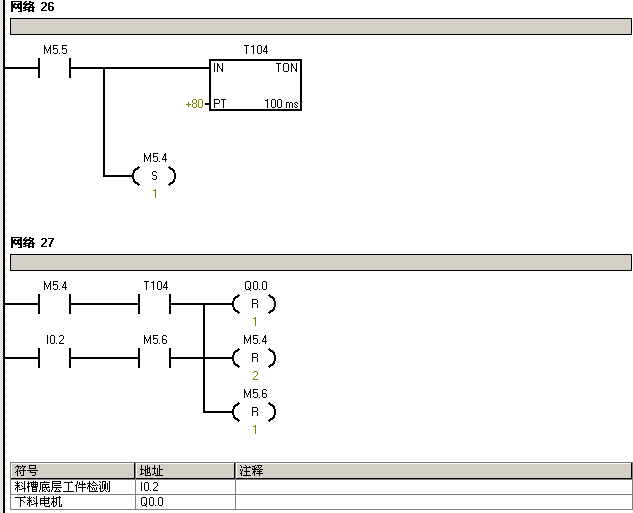 网络 26
M5.5
T104
IN TON
+80 PT 100 ms
M5.4
S
1
网络 27
M5.4 T104 Q0.0
R
1
I0.2 M5.6 M5.4
R
2
M5.6
R
1
符号 地址 注释
料槽底层工件检测 I0.2
下料电机 Q0.0